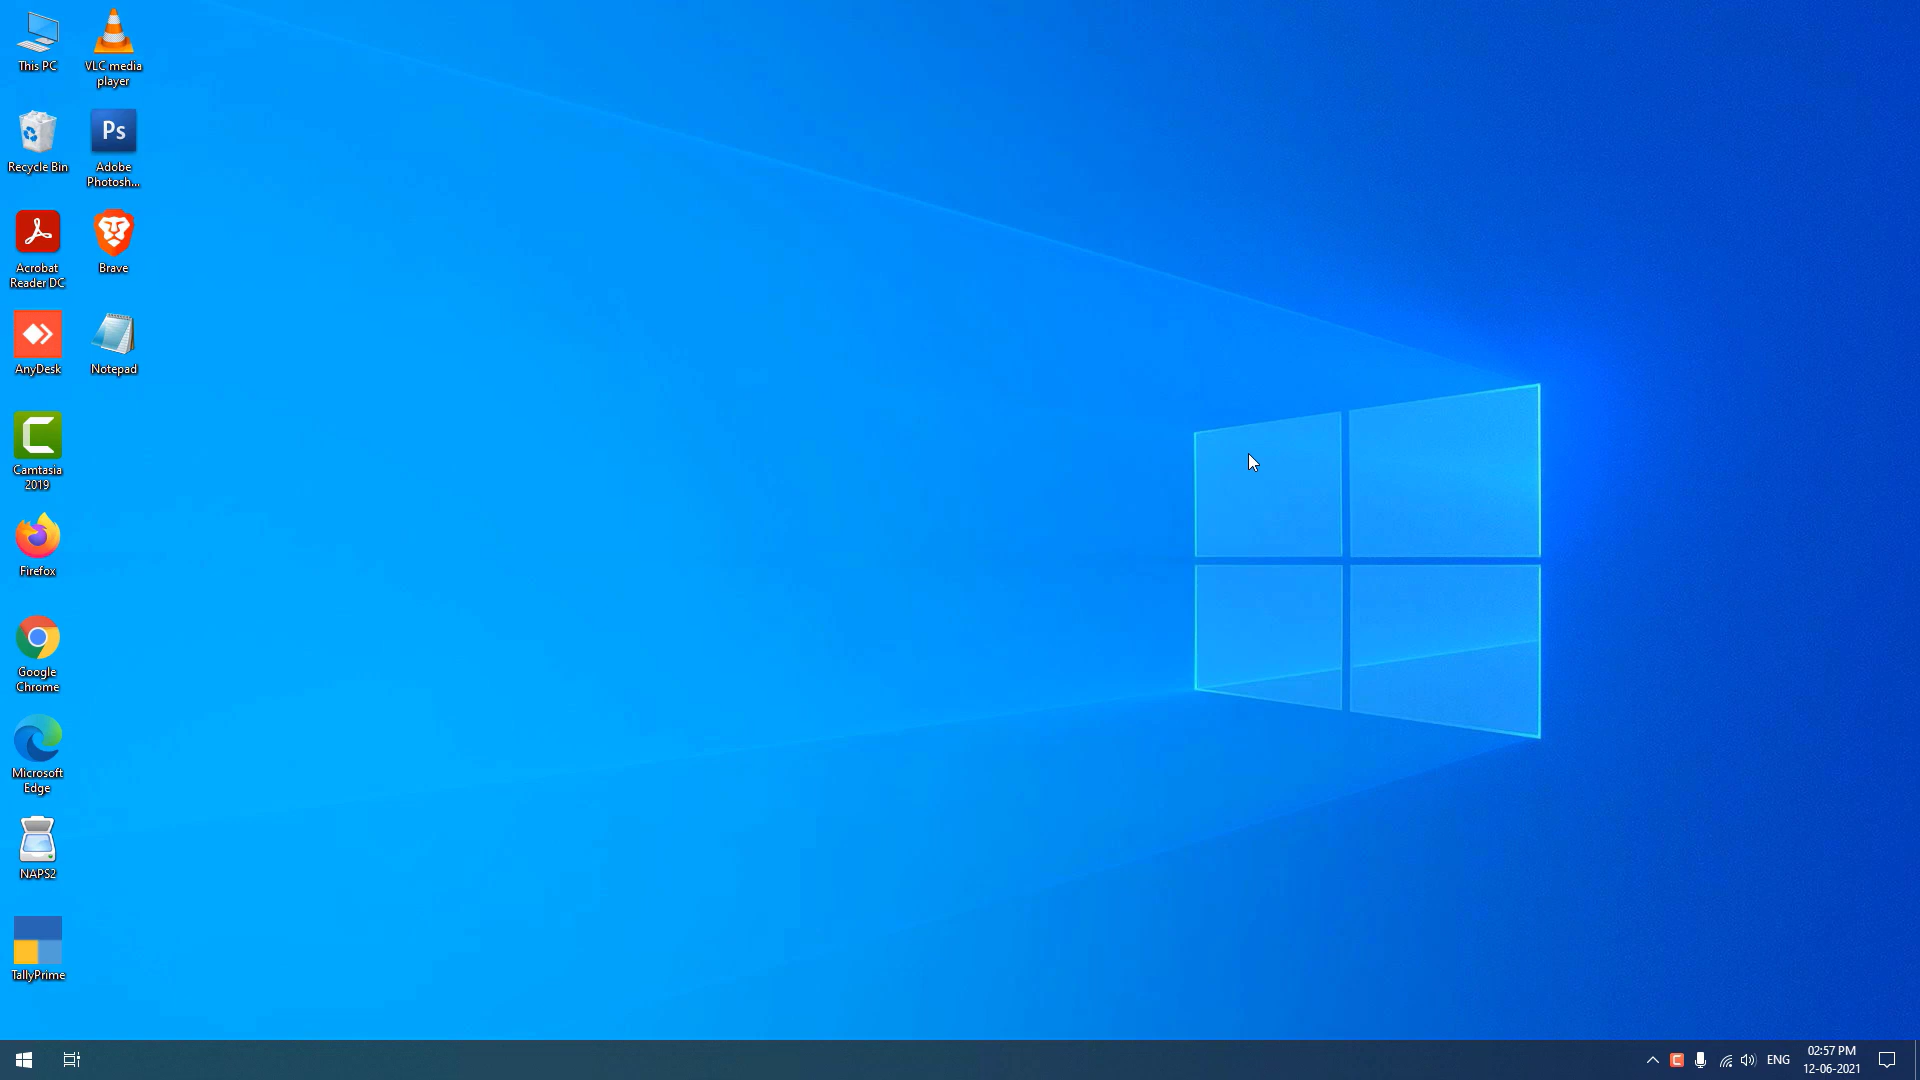 This PC
VLC media
player
Recycle Bin
Ps
Adobe
Photosh...
Acrobat
Reader DC
Brave
AnyDesk
Notepad
Camtasia
2019
Firefox
Google
Chrome
Microsoft
Edge
NAPS2
TallyPrime
ENG
02:57 PM
12-06-2021